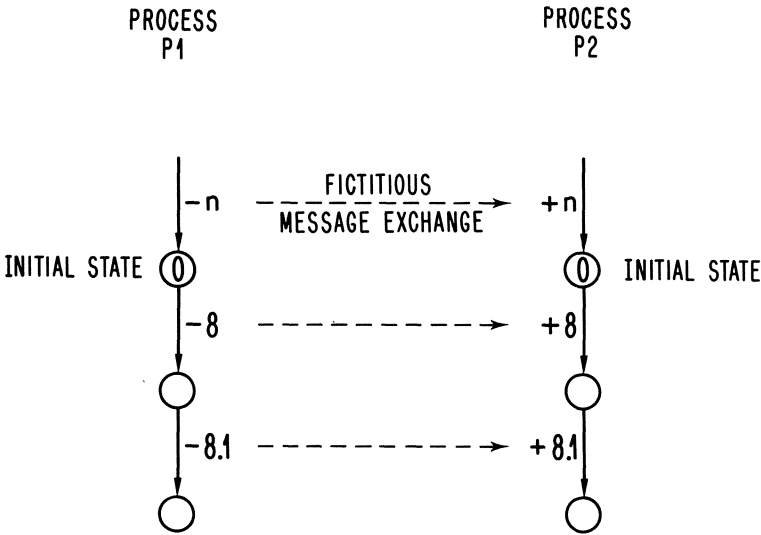 PROCESS
P1
PROCESS
P2
-n
FICTITIOUS
MESSAGE EXCHANGE
+n
INITIAL STATE
0
0
INITIAL STATE
-8
+8
-8.1
+8.1